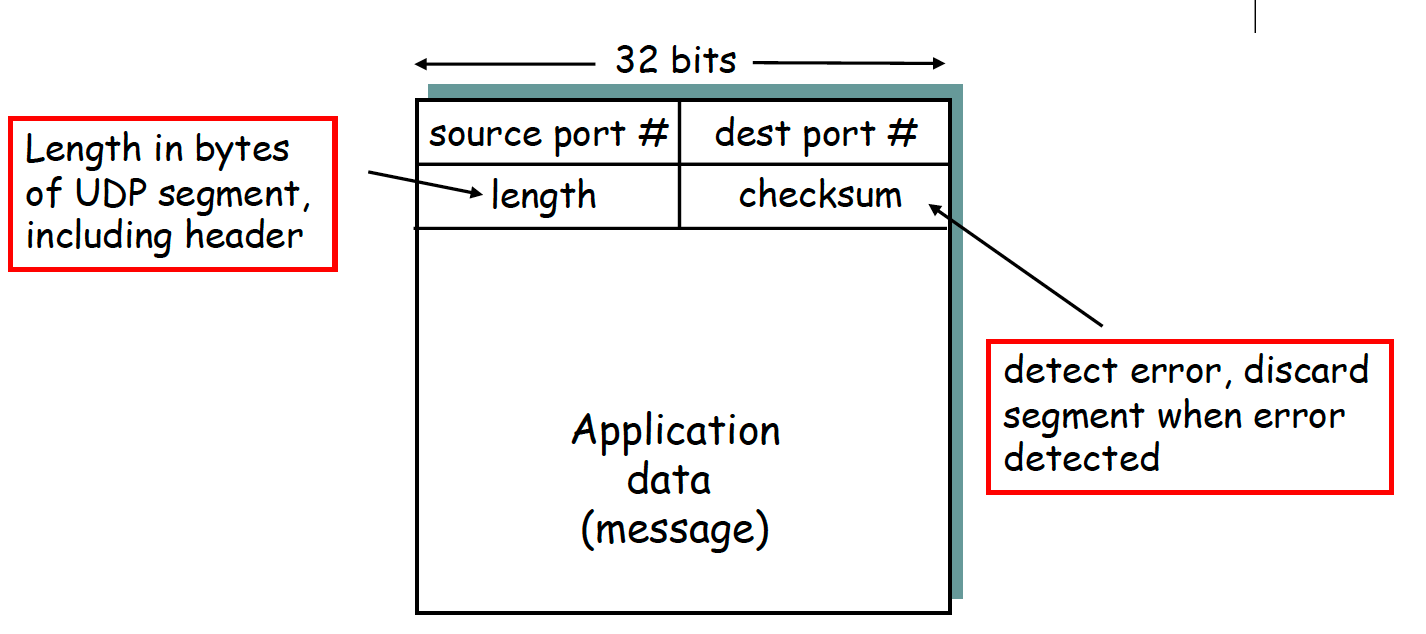 32 bits
Length in bytes
of UDP segment,
including header
source port #
dest port #
length
checksum
detect error, discard
segment when error
detected
Application
data
(message)